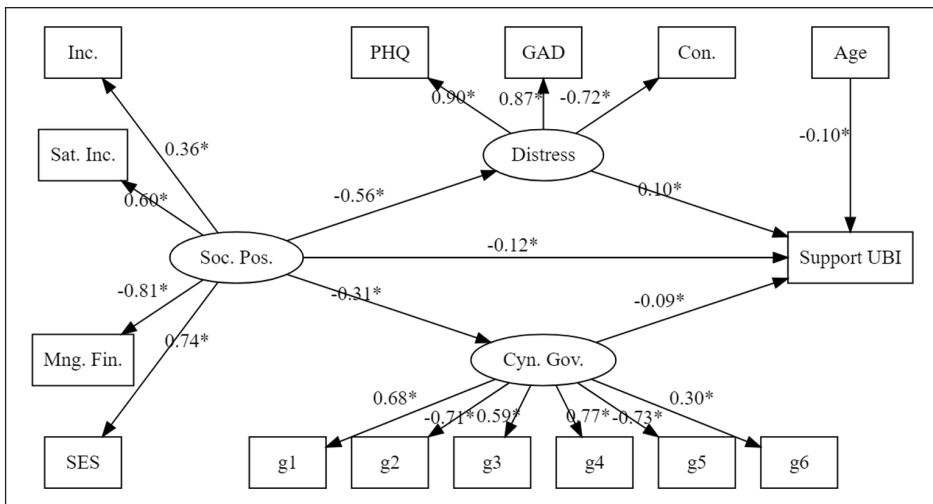 Inc.
PHQ
GAD
Con.
Age
0.90*
0.87*
-0.72*
-0.10*
0.36*
Sat. Inc.
Distress
0.60*
-0.56*
0.10*
Soc. Pos.
-0.12*
Support UBI
-0.81*
-0.31*
-0.09*
0.74*
Mng. Fin.
Cyn. Gov.
0.68*
-0.71*
0.59*
0.77*
-0.73*
0.30*
SES
g1
g2
g3
g4
g5
g6